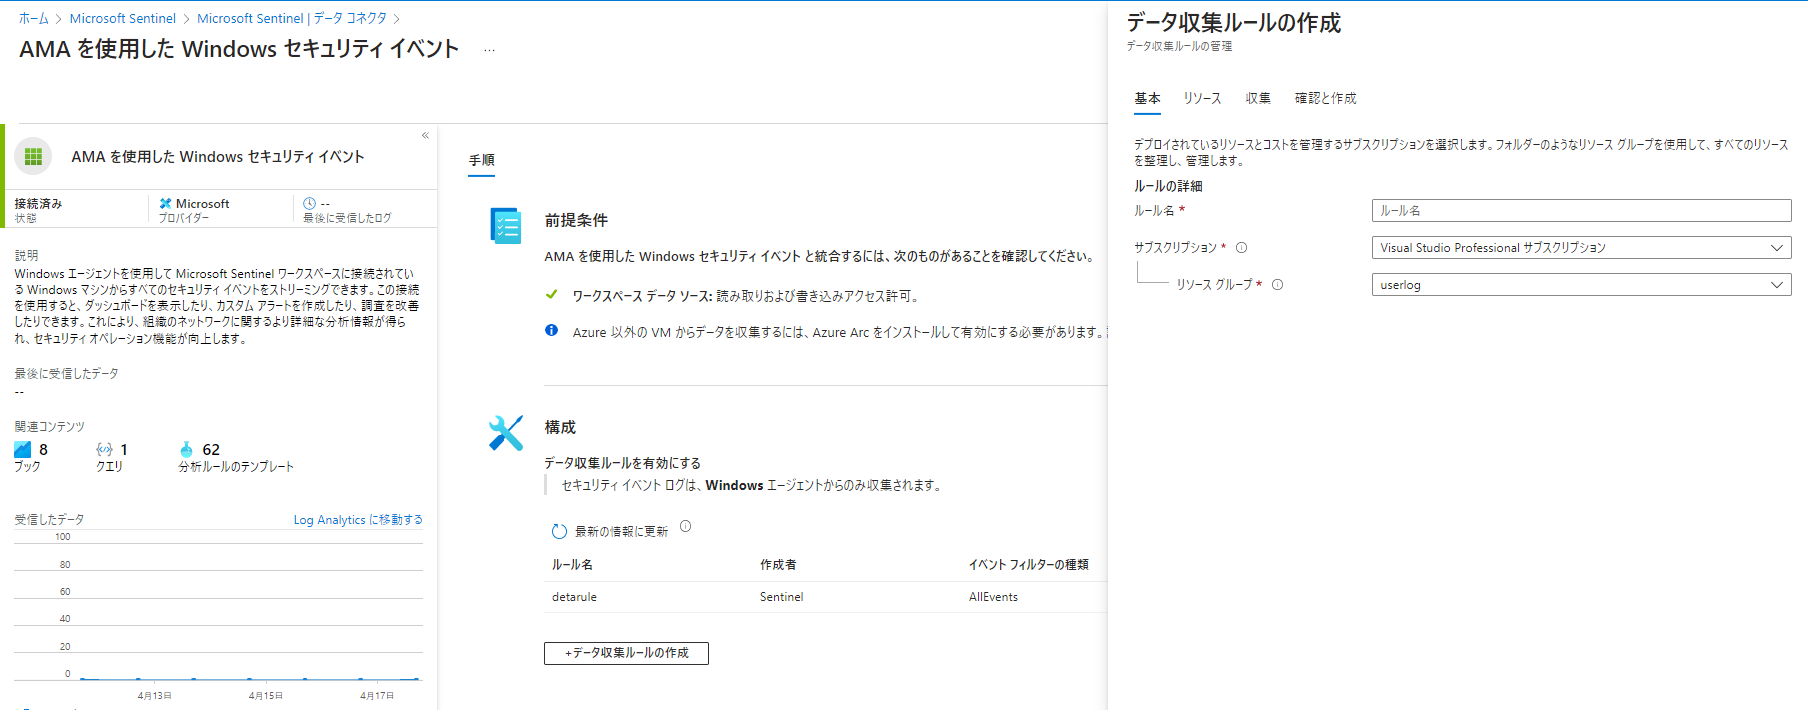 ホーム > Microsoft Sentinel > Microsoft Sentinel | データ コネクタ >
AMA を使用した Windows セキュリティ イベント ...
«
AMA を使用した Windows セキュリティ イベント
接続済み
状態
Microsoft
プロバイダー
--
最後に受信したログ
説明
Windows エージェントを使用して Microsoft Sentinel ワークスペースに接続されてい
る Windows マシンからすべてのセキュリティ イベントをストリーミングできます。この接続
を使用すると、ダッシュボードを表示したり、カスタム アラートを作成したり、調査を改善
したりできます。これにより、組織のネットワークに関するより詳細な分析情報が得ら
れ、セキュリティ オペレーション機能が向上します。
最後に受信したデータ
--
関連コンテンツ
8
ブック
1
クエリ
62
分析ルールのテンプレート
受信したデータ
Log Analytics に移動する
100
80
60
40
20
0
4月13日
4月15日
4月17日
手順
前提条件
AMA を使用した Windows セキュリティ イベント と統合するには、次のものがあることを確認してください。
ワークスペース データ ソース: 読み取りおよび書き込みアクセス許可。
Azure 以外の VM からデータを収集するには、Azure Arc をインストールして有効にする必要があります。
構成
データ収集ルールを有効にする
セキュリティ イベント ログは、Windows エージェントからのみ収集されます。
最新の情報に更新
ルール名 作成者 イベント フィルターの種類
detarule Sentinel AllEvents
+データ収集ルールの作成
データ収集ルールの作成
データ収集ルールの管理
基本 リソース 収集 確認と作成
デプロイされているリソースとコストを管理するサブスクリプションを選択します。フォルダーのようなリソース グループを使用して、すべてのリソース
を整理し、管理します。
ルールの詳細
ルール名 *
ルール名
サブスクリプション *
Visual Studio Professional サブスクリプション
リソース グループ *
userlog